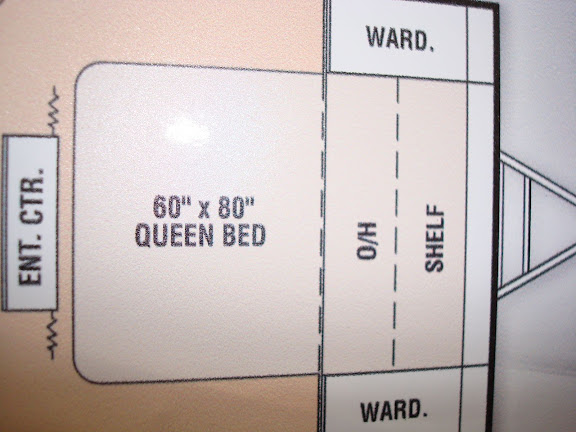 WARD.
ENT. CTR.
60" x 80"
QUEEN BED
O/H
SHELF
WARD.